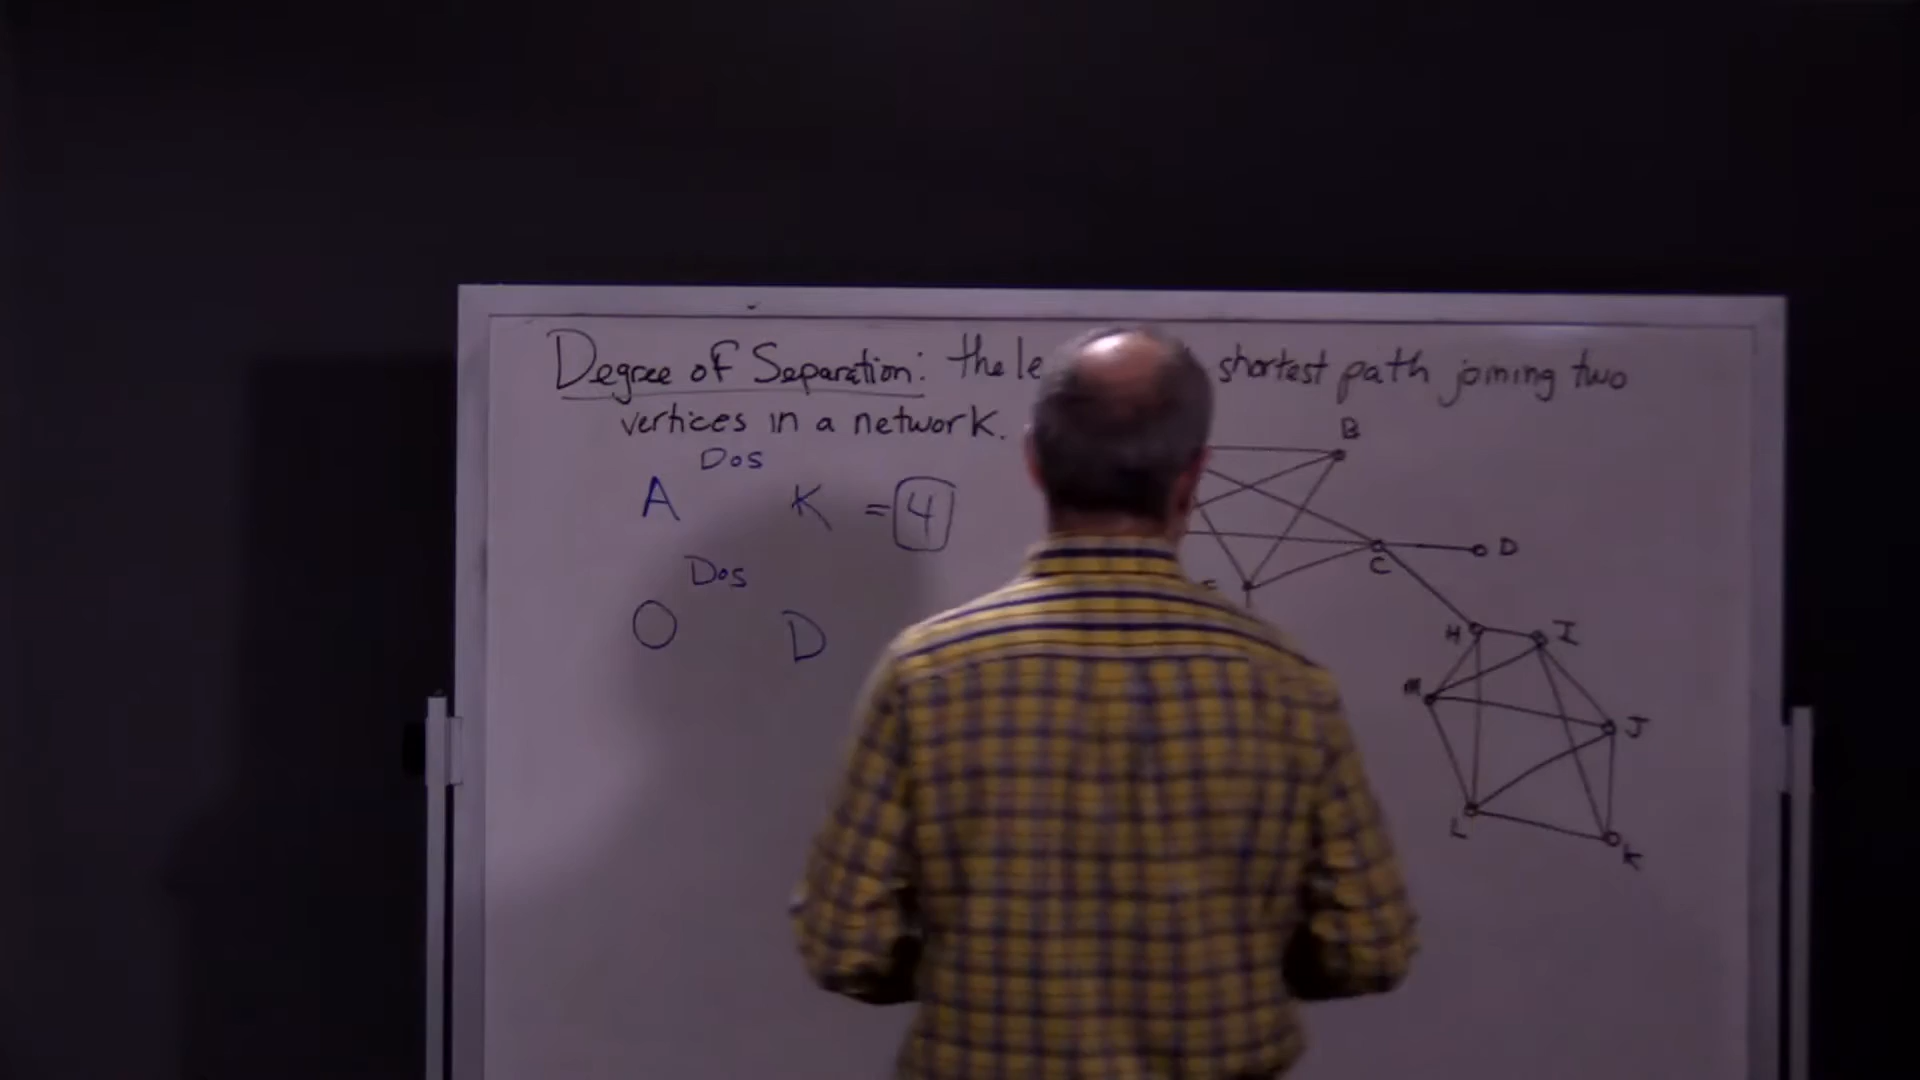 Degree of Separation: the le shortest path joining two
vertices in a network.
Dos
A K = 4
Dos
O D
B
D
C
H I
M
J
L
K